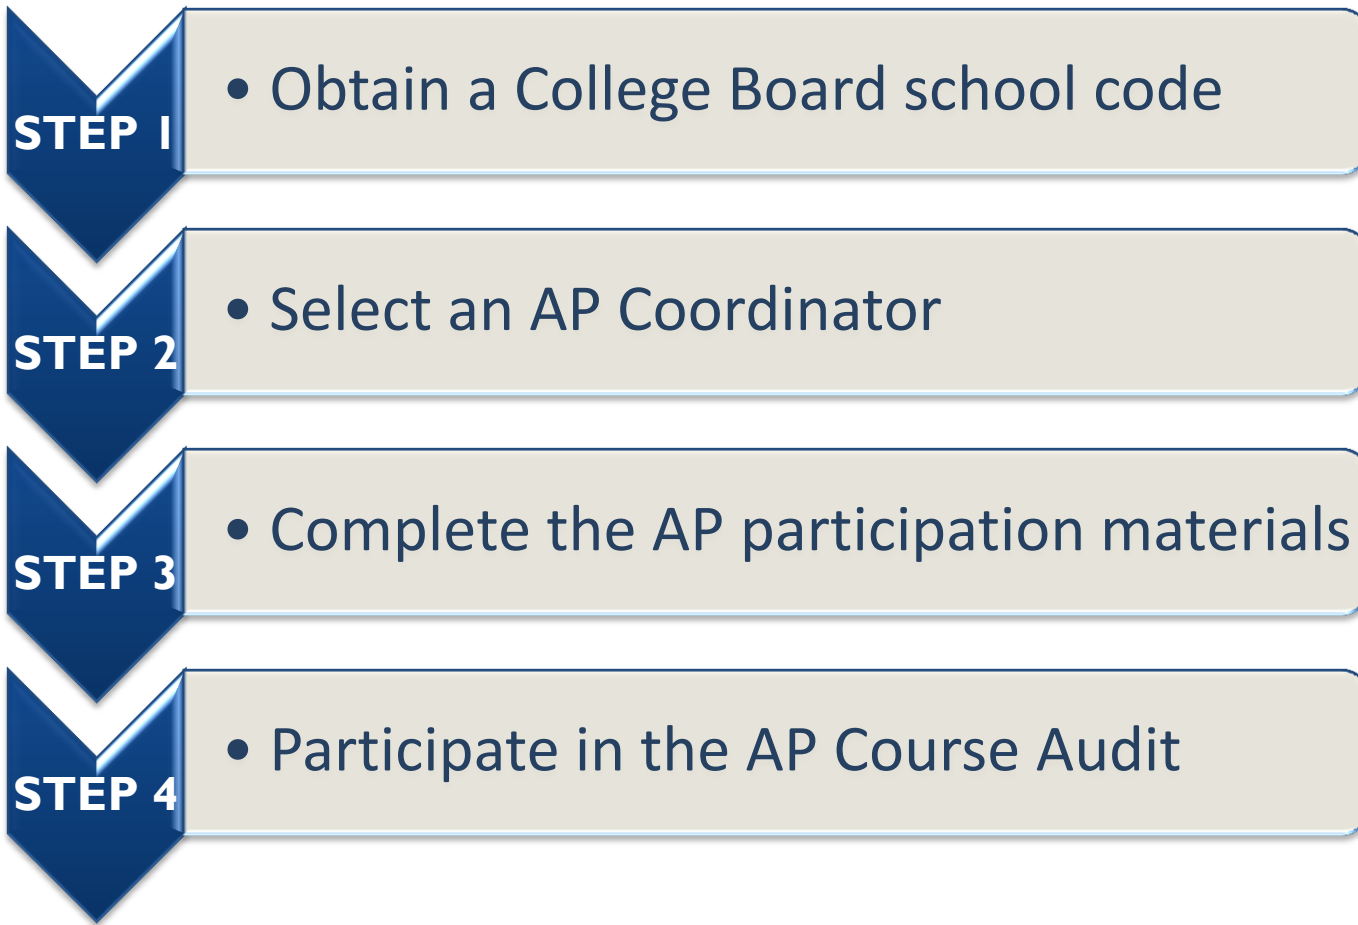 STEP 1
• Obtain a College Board school code
STEP 2
• Select an AP Coordinator
STEP 3
• Complete the AP participation materials
STEP 4
• Participate in the AP Course Audit